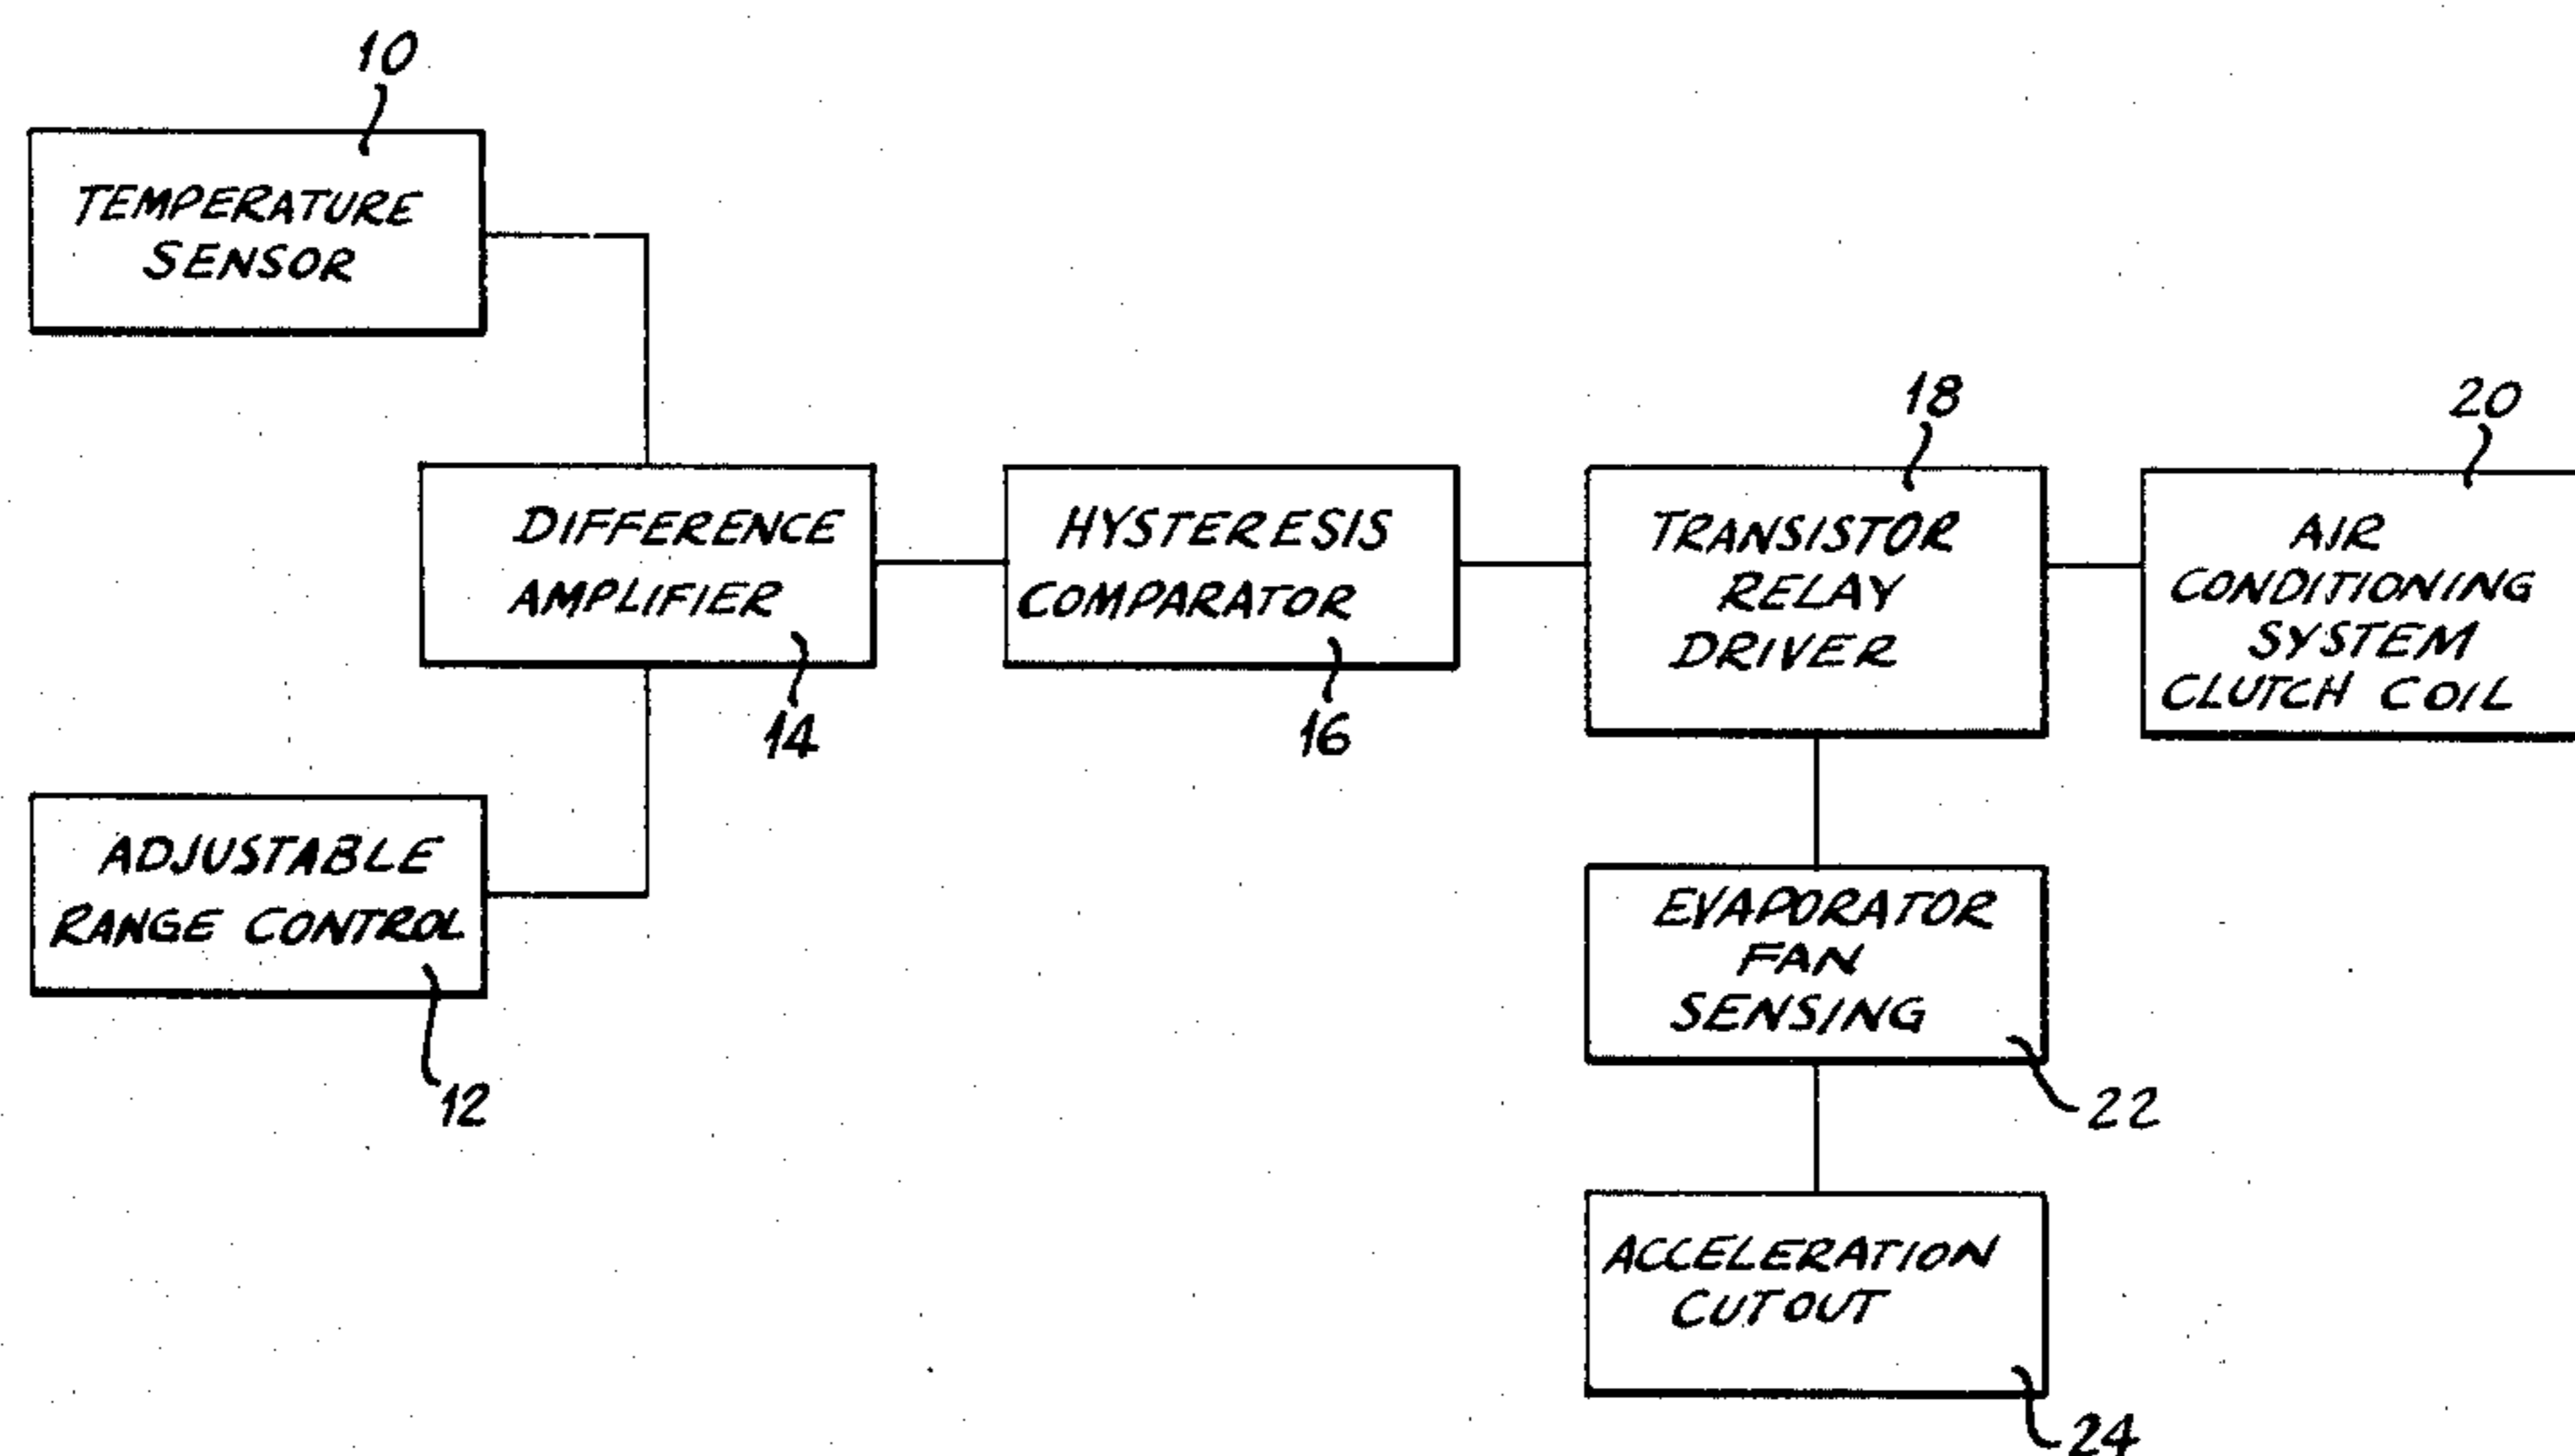 10
TEMPERATURE
SENSOR
DIFFERENCE
AMPLIFIER
14
ADJUSTABLE
RANGE CONTROL
12
HYSTERESIS
COMPARATOR
16
18
TRANSISTOR
RELAY
DRIVER
20
AIR
CONDITIONING
SYSTEM
CLUTCH COIL
EVAPORATOR
FAN
SENSING
22
ACCELERATION
CUTOUT
24